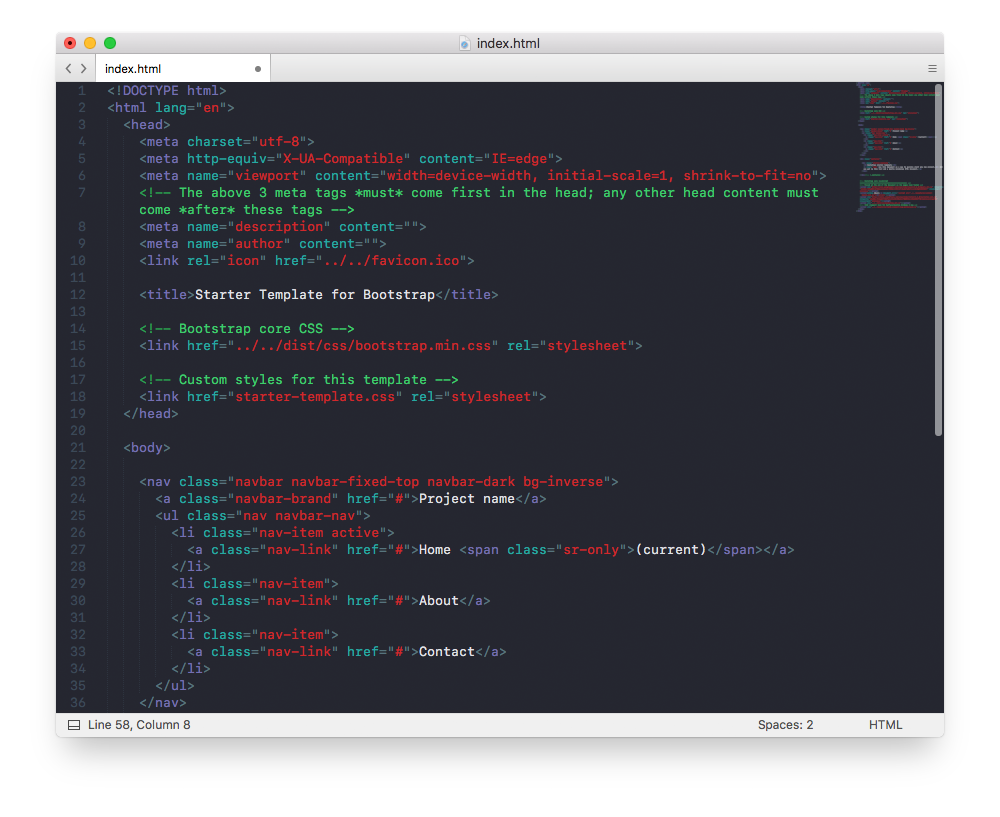 index.html
index.html
1 <!DOCTYPE html>
2 <html lang="en">
3 <head>
4 <meta charset="utf-8">
5 <meta http-equiv="X-UA-Compatible" content="IE=edge">
6 <meta name="viewport" content="width=device-width, initial-scale=1, shrink-to-fit=no">
7 <!-- The above 3 meta tags *must* come first in the head; any other head content must
come *after* these tags -->
8 <meta name="description" content="">
9 <meta name="author" content="">
10 <link rel="icon" href="../../favicon.ico">
11
12 <title>Starter Template for Bootstrap</title>
13
14 <!-- Bootstrap core CSS -->
15 <link href="../../dist/css/bootstrap.min.css" rel="stylesheet">
16
17 <!-- Custom styles for this template -->
18 <link href="starter-template.css" rel="stylesheet">
19 </head>
20
21 <body>
22
23 <nav class="navbar navbar-fixed-top navbar-dark bg-inverse">
24 <a class="navbar-brand" href="#">Project name</a>
25 <ul class="nav navbar-nav">
26 <li class="nav-item active">
27 <a class="nav-link" href="#">Home <span class="sr-only">(current)</span></a>
28 </li>
29 <li class="nav-item">
30 <a class="nav-link" href="#">About</a>
31 </li>
32 <li class="nav-item">
33 <a class="nav-link" href="#">Contact</a>
34 </li>
35 </ul>
36 </nav>
Line 58, Column 8
Spaces: 2
HTML